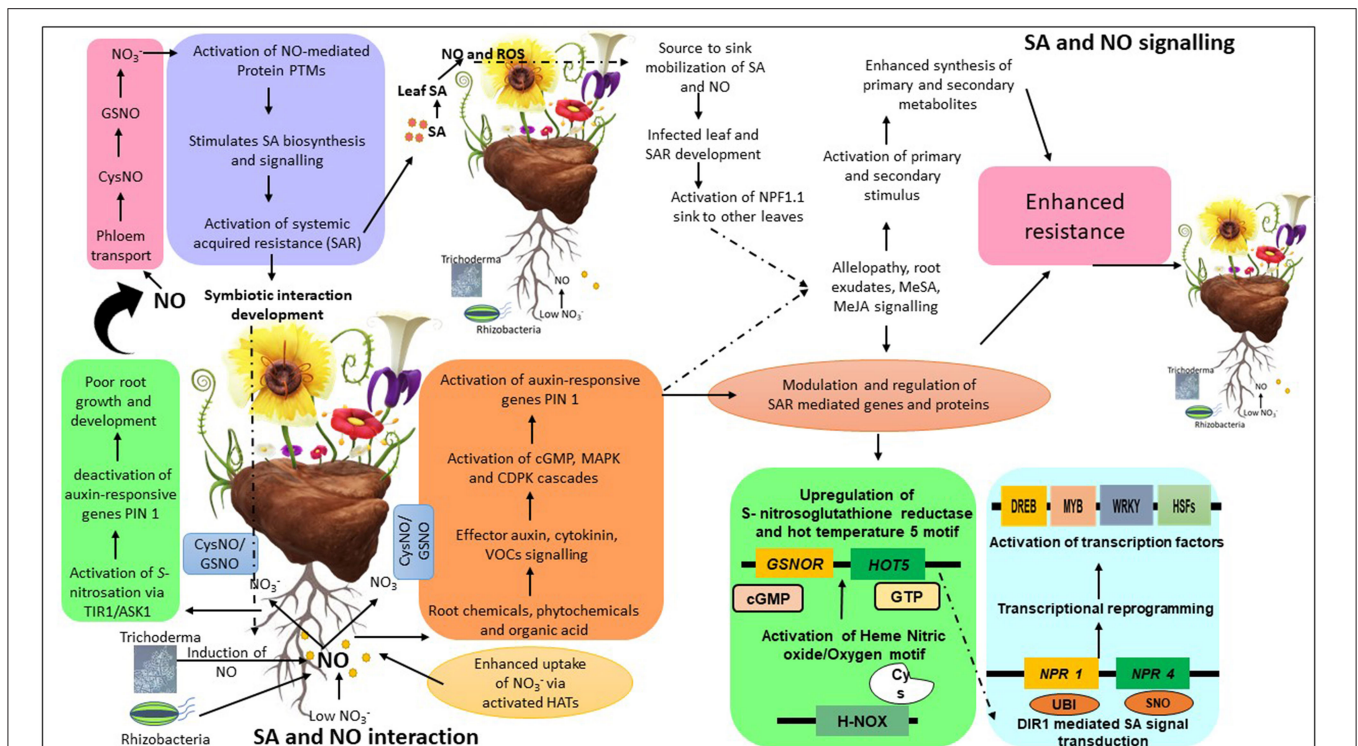 NO₃⁻
GSNO
CysNO
Phloem
transport
NO
Activation of NO-mediated
Protein PTMs
Stimulates SA biosynthesis
and signalling
Activation of systemic
acquired resistance (SAR)
Symbiotic interaction
development
NO and ROS
Leaf SA
SA
Trichoderma
Rhizobacteria
NO
Low NO₃⁻
Source to sink
mobilization of SA
and NO
Infected leaf and
SAR development
Activation of NPF1.1
sink to other leaves
SA and NO signalling
Enhanced synthesis of
primary and secondary
metabolites
Activation of primary
and secondary
stimulus
Allelopathy, root
exudates, MeSA,
MeJA signalling
Enhanced
resistance
Trichoderma
Rhizobacteria
NO
Low NO₃⁻
Poor root
growth and
development
deactivation of
auxin-responsive
genes PIN 1
Activation of S-
nitrosation via
TIR1/ASK1
CysNO/
GSNO
NO₃⁻
CysNO/
GSNO
NO₃
Trichoderma
Induction of
NO
NO
Low NO₃⁻
Rhizobacteria
SA and NO interaction
Activation of auxin-responsive
genes PIN 1
Activation of cGMP, MAPK
and CDPK cascades
Effector auxin, cytokinin,
VOCs signalling
Root chemicals, phytochemicals
and organic acid
Enhanced uptake
of NO₃⁻ via
activated HATs
Modulation and regulation of
SAR mediated genes and proteins
Upregulation of
S- nitrosoglutathione reductase
and hot temperature 5 motif
GSNOR
HOT5
cGMP
GTP
Activation of Heme Nitric
oxide/Oxygen motif
Cy
s
H-NOX
DREB
MYB
WRKY
HSFs
Activation of transcription factors
Transcriptional reprogramming
NPR 1
NPR 4
UBI
SNO
DIR1 mediated SA signal
transduction